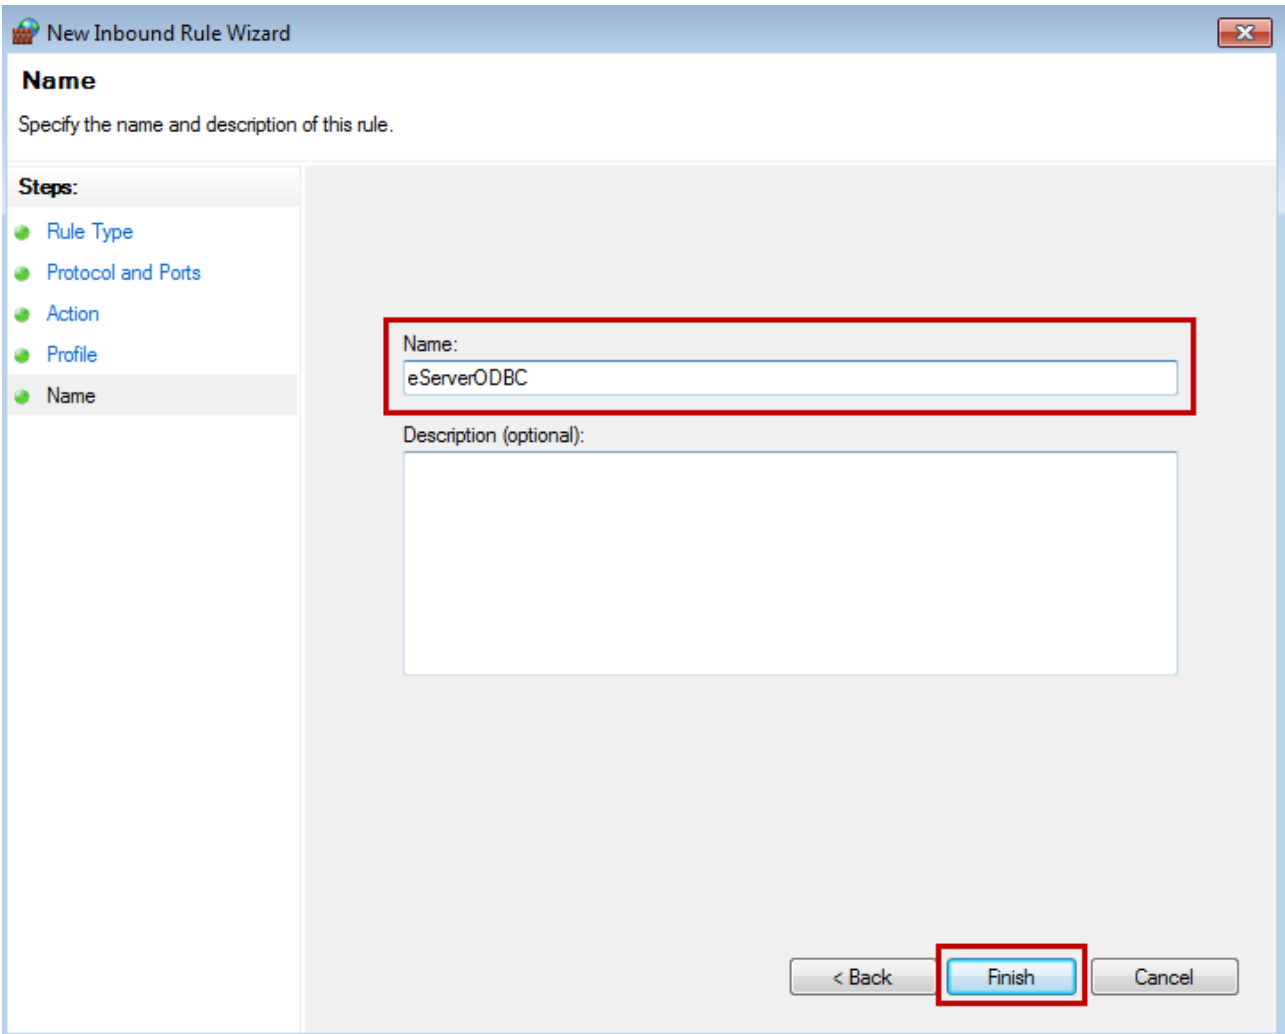 New Inbound Rule Wizard
Name
Specify the name and description of this rule.
Steps:
Rule Type
Protocol and Ports
Action
Profile
Name
Name:
eServerODBC
Description (optional):
< Back
Finish
Cancel